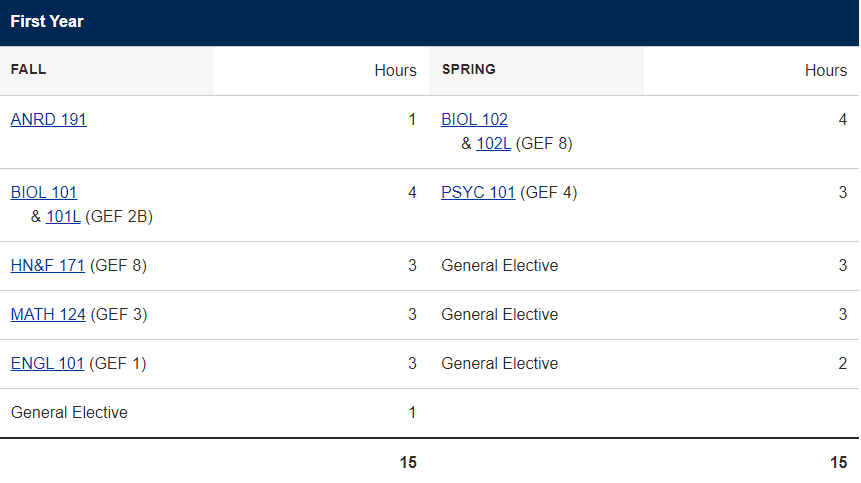 First Year
FALL Hours SPRING Hours
ANRD 191 1 BIOL 102 4
& 102L (GEF 8)
BIOL 101 4 PSYC 101 (GEF 4) 3
& 101L (GEF 2B)
HN&F 171 (GEF 8) 3 General Elective 3
MATH 124 (GEF 3) 3 General Elective 3
ENGL 101 (GEF 1) 3 General Elective 2
General Elective 1
15 15